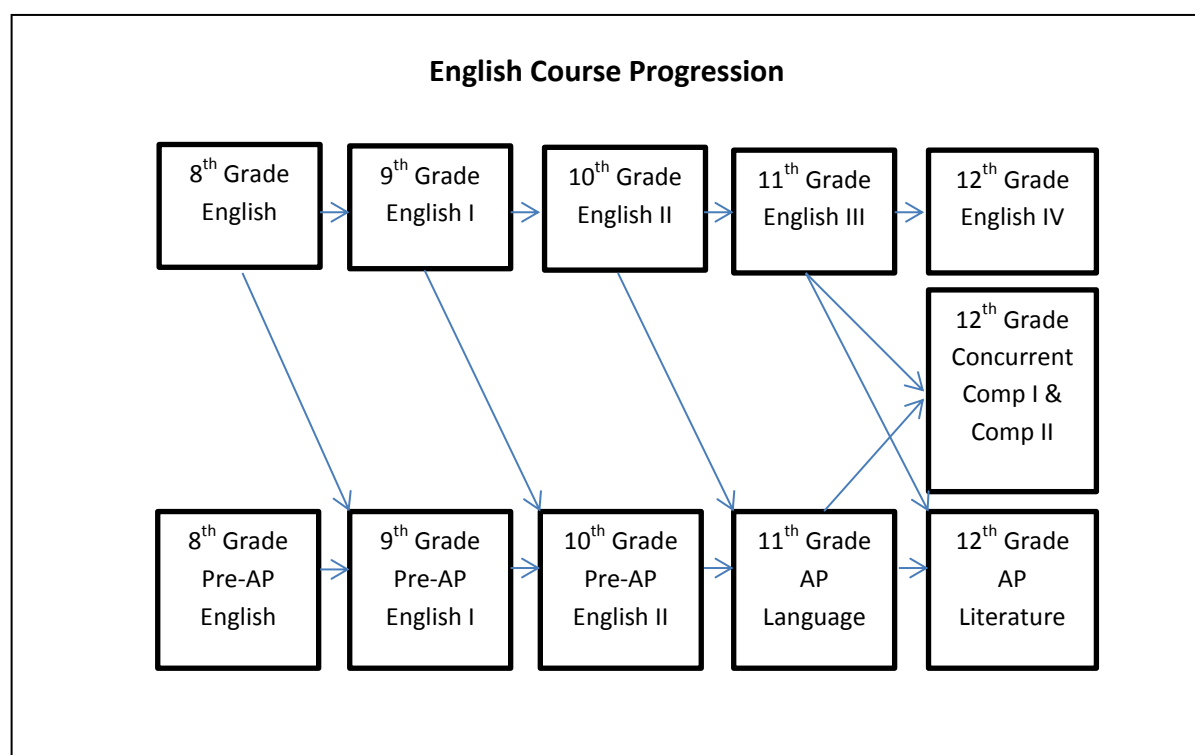 English Course Progression
8th Grade
English
9th Grade
English I
10th Grade
English II
11th Grade
English III
12th Grade
English IV
12th Grade
Concurrent
Comp I &
Comp II
8th Grade
Pre-AP
English
9th Grade
Pre-AP
English I
10th Grade
Pre-AP
English II
11th Grade
AP
Language
12th Grade
AP
Literature